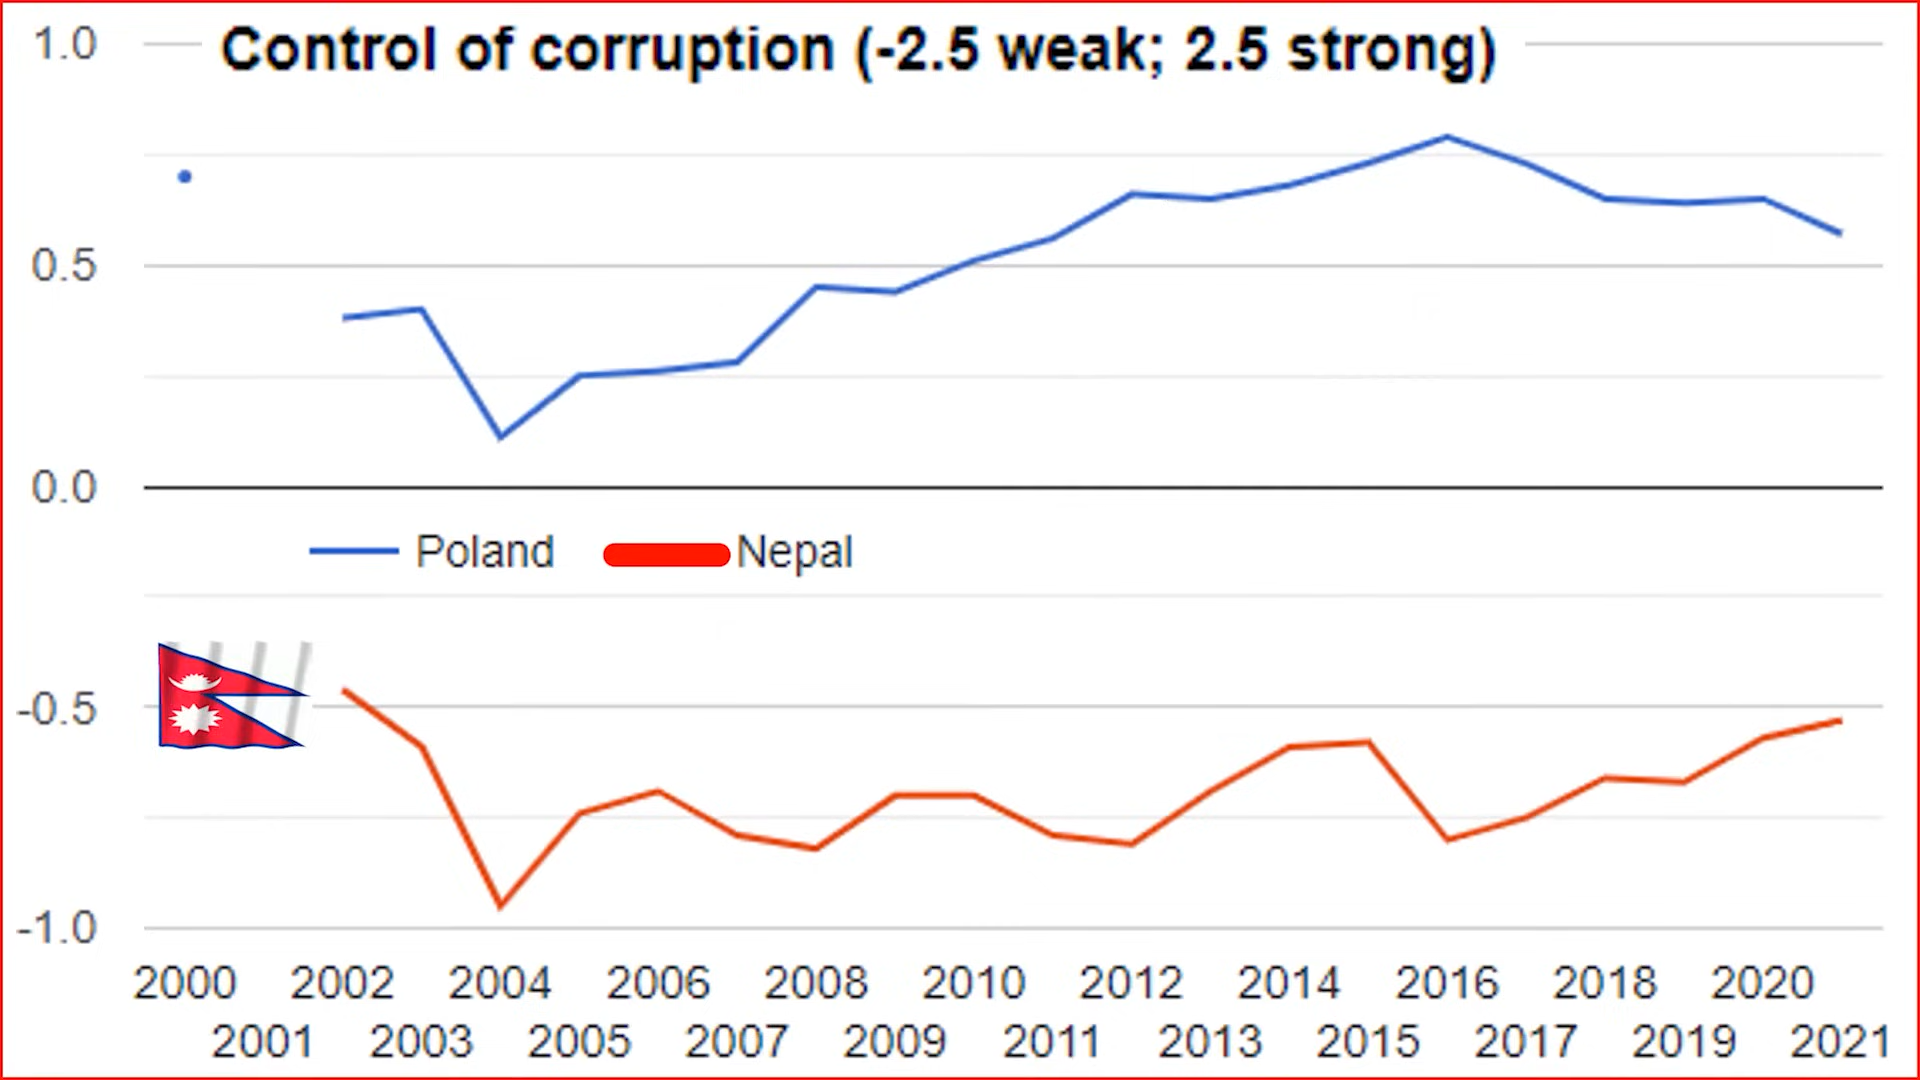 Control of corruption (-2.5 weak; 2.5 strong)
1.0
0.5
0.0
Poland Nepal
-0.5
-1.0
2000 2002 2004 2006 2008 2010 2012 2014 2016 2018 2020
2001 2003 2005 2007 2009 2011 2013 2015 2017 2019 2021